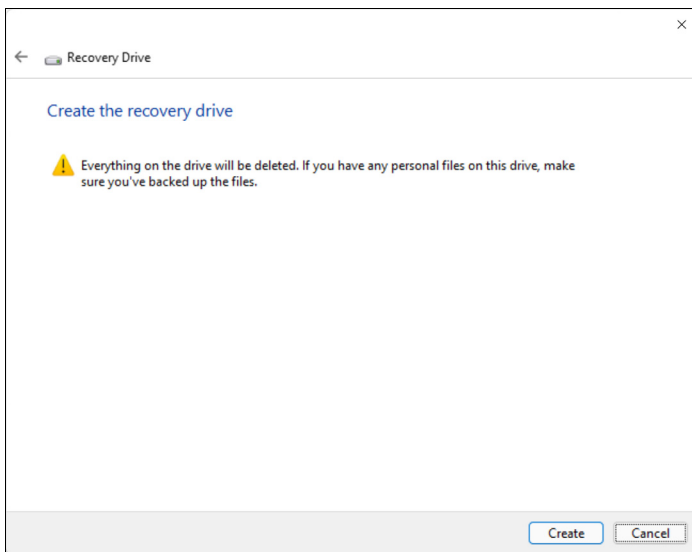 Recovery Drive
Create the recovery drive
Everything on the drive will be deleted. If you have any personal files on this drive, make
sure you've backed up the files.
Create
Cancel